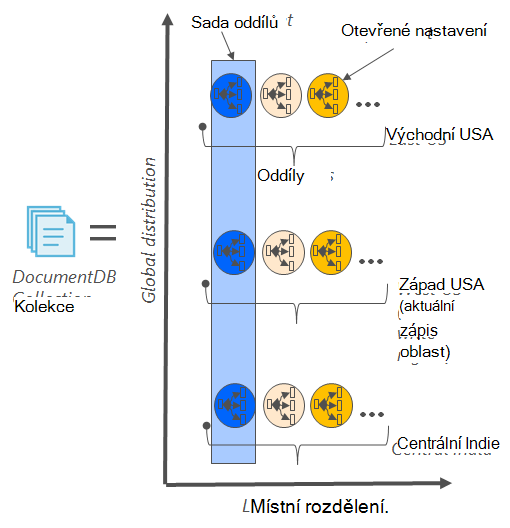 Sada oddílů
Otevřené nastavení
Východní USA
Oddíly
Global distribution
DocumentDB
Kolekce
Západ USA
(aktuální
zápis
oblast)
Centrální Indie
Místní rozdělení.